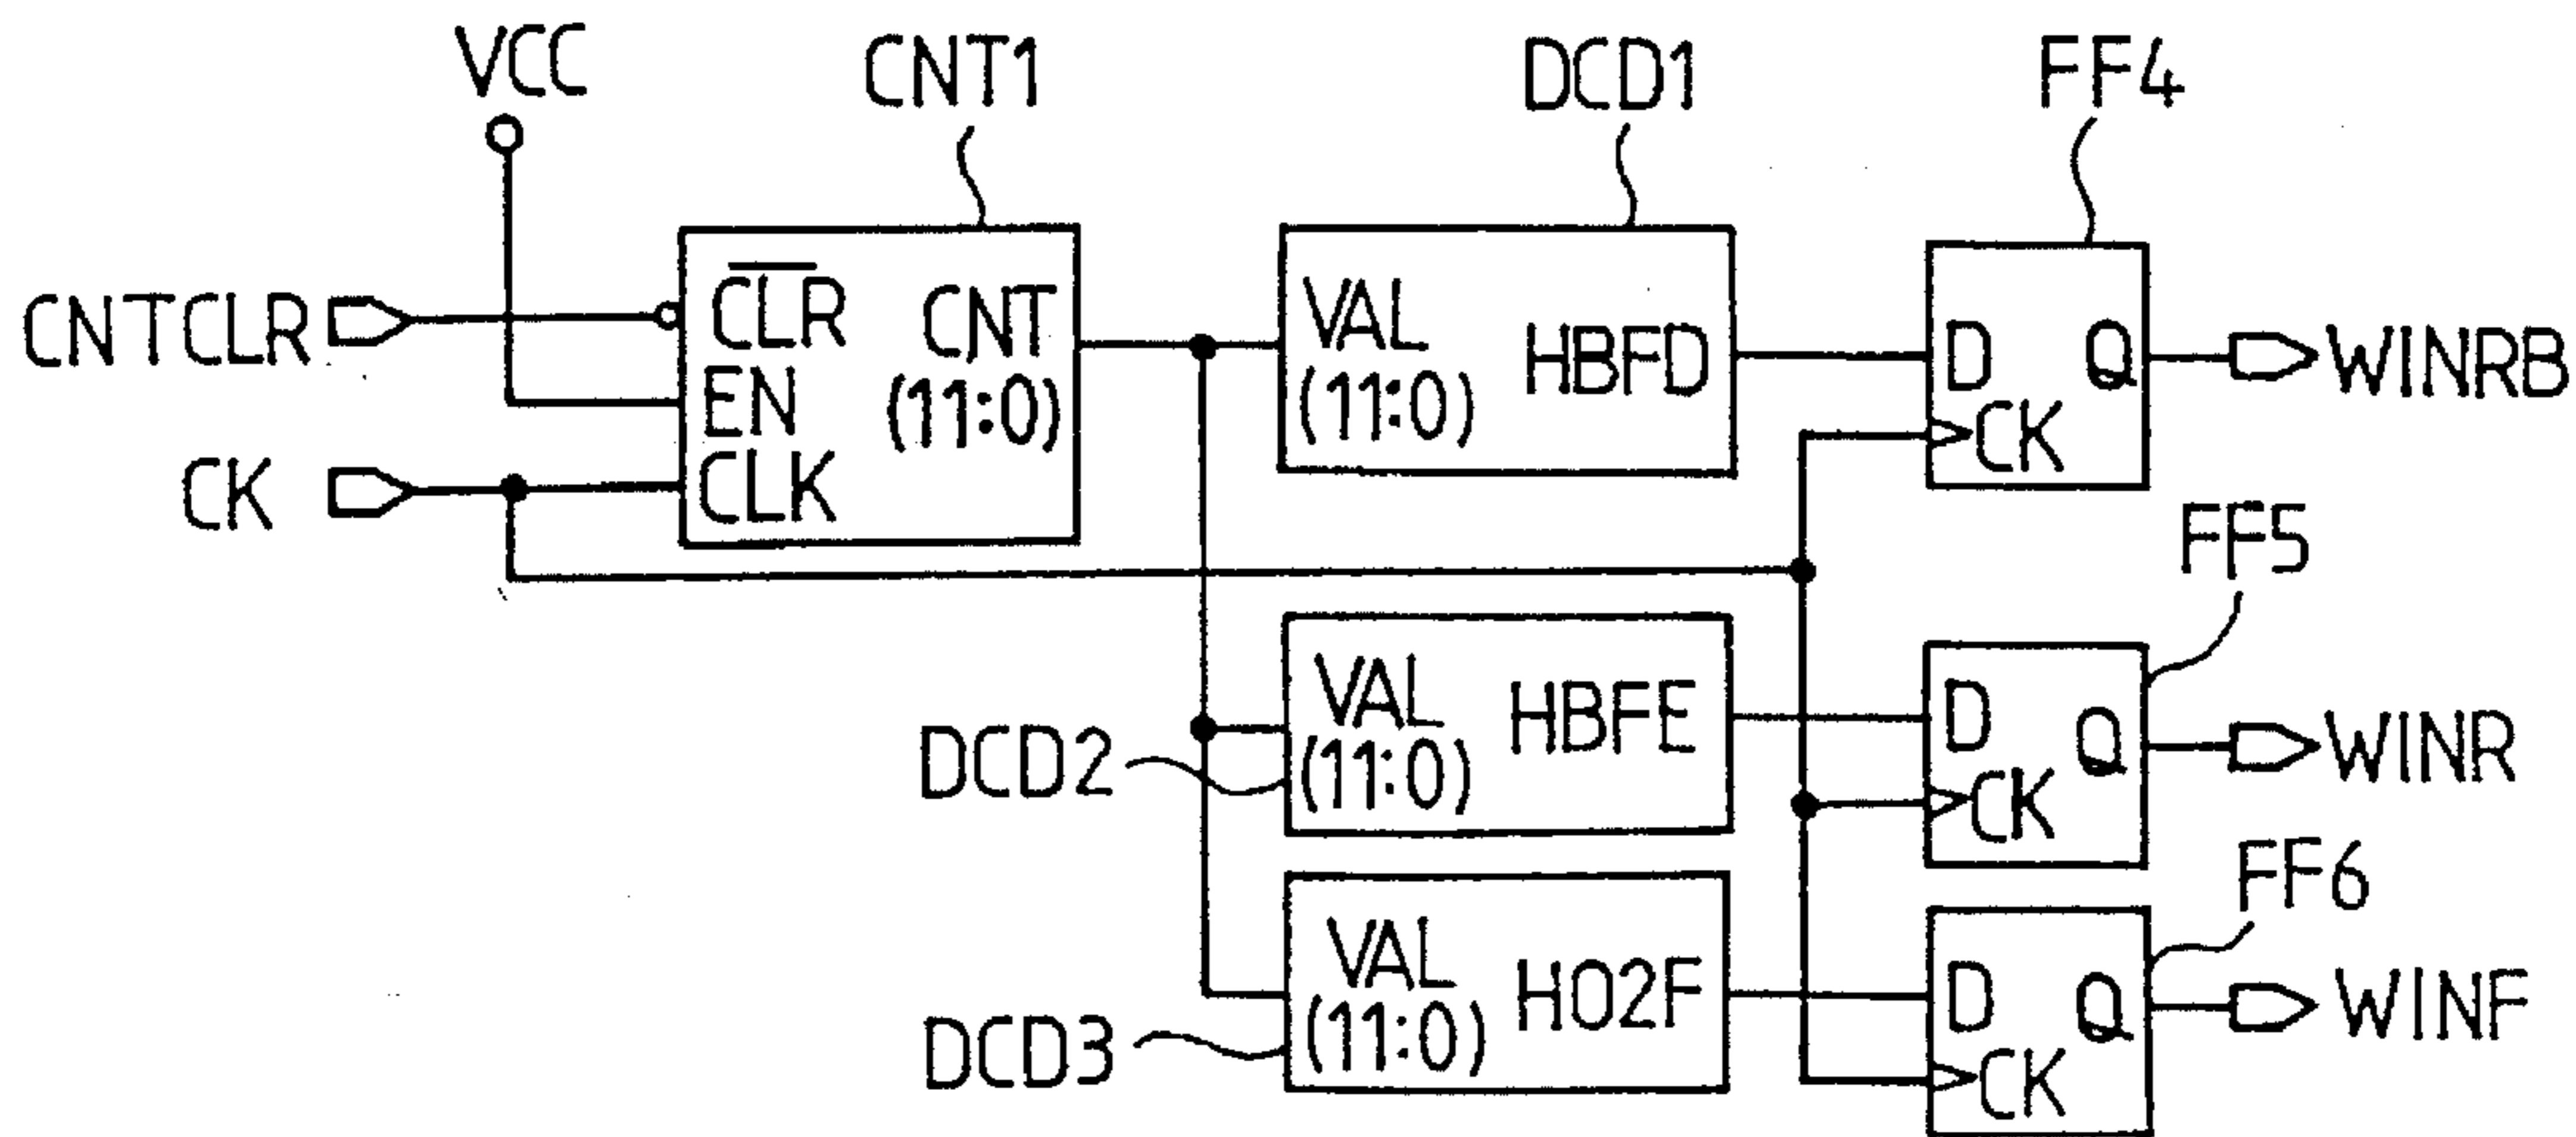 VCC
CNT1
DCD1
FF4
CNTCLR
CLR
CNT
(11:0)
EN
CK
CLK
VAL
(11:0)
HBFD
D
Q
CK
WINRB
FF5
VAL
(11:0)
HBFE
DCD2
D
Q
CK
WINR
FF6
VAL
(11:0)
H02F
DCD3
D
Q
CK
WINF